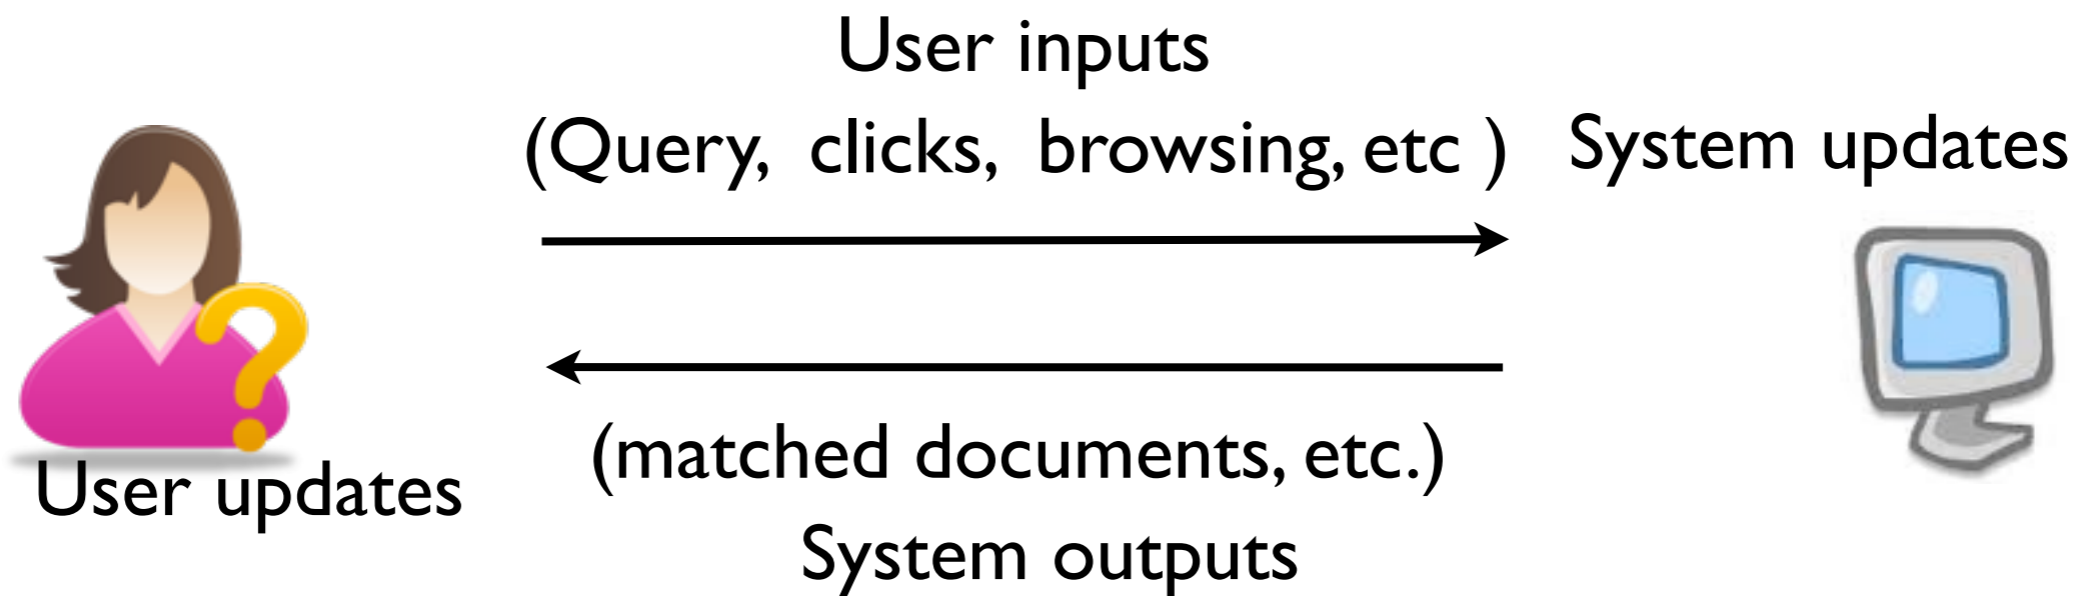 User inputs
(Query, clicks, browsing, etc )
System updates
User updates
(matched documents, etc.)
System outputs